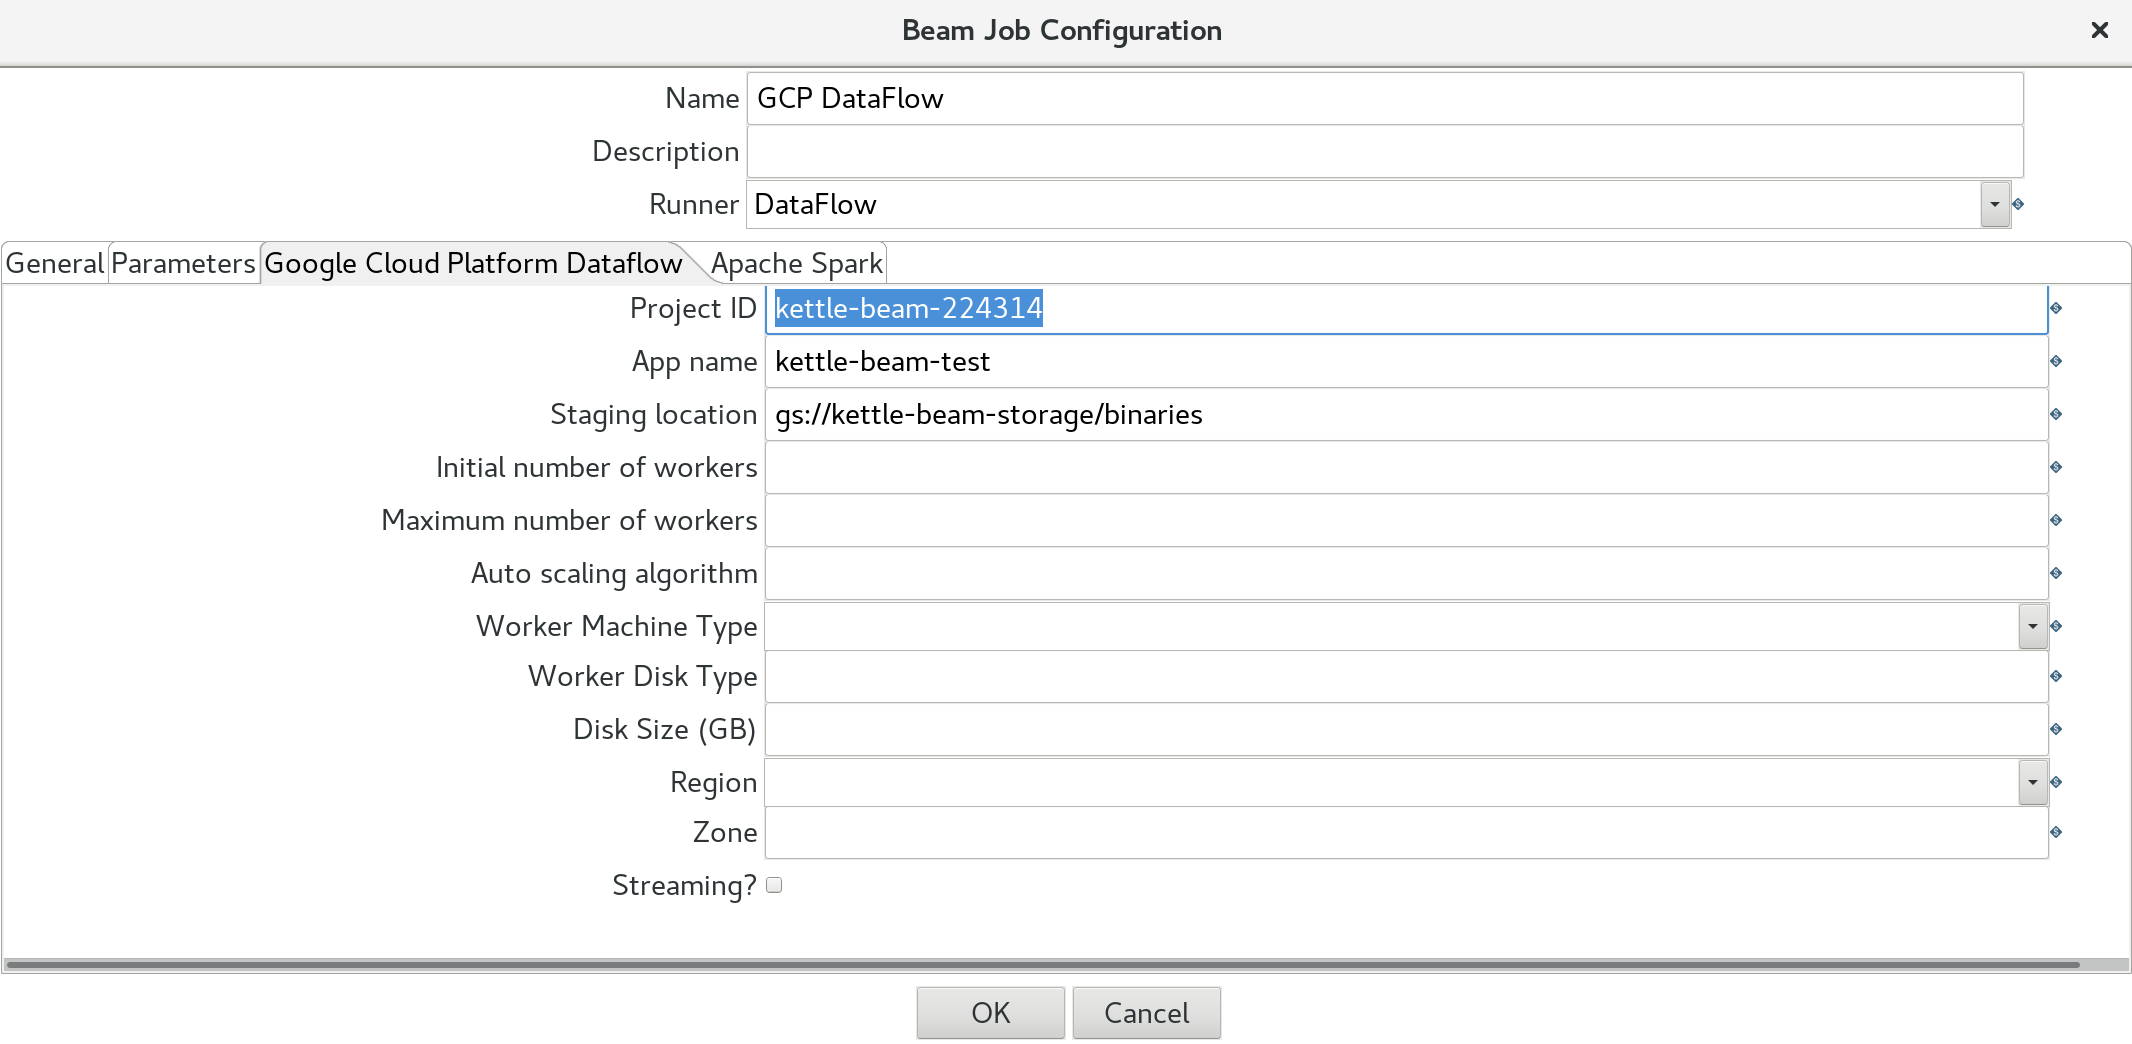 Beam Job Configuration
Name GCP DataFlow
Description
Runner DataFlow
General Parameters Google Cloud Platform Dataflow Apache Spark
Project ID kettle-beam-224314
App name kettle-beam-test
Staging location gs://kettle-beam-storage/binaries
Initial number of workers
Maximum number of workers
Auto scaling algorithm
Worker Machine Type
Worker Disk Type
Disk Size (GB)
Region
Zone
Streaming?
OK Cancel